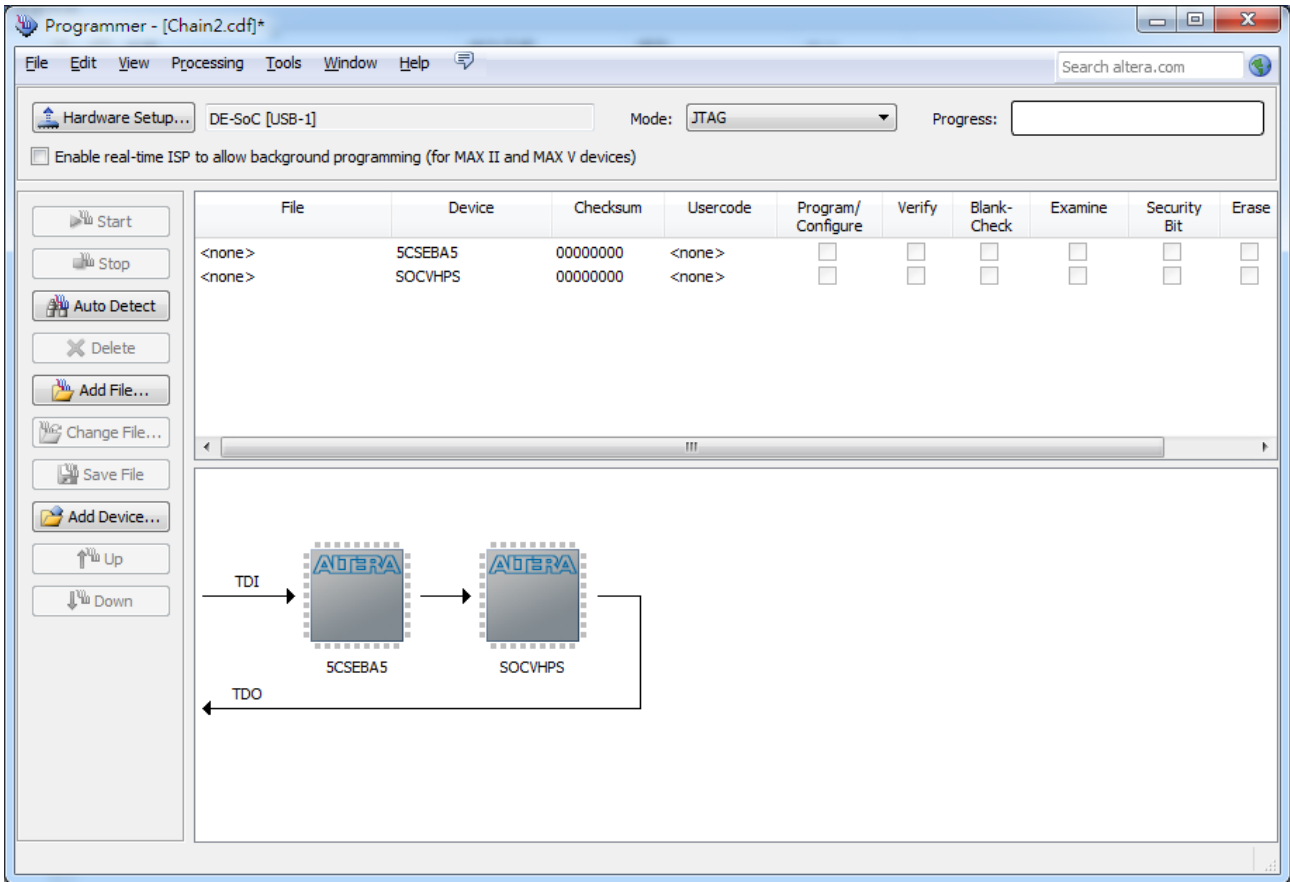 Programmer - [Chain2.cdf]*
File Edit View Processing Tools Window Help
Search altera.com
Hardware Setup... DE-SoC [USB-1] Mode: JTAG Progress:
Enable real-time ISP to allow background programming (for MAX II and MAX V devices)
Start
Stop
Auto Detect
Delete
Add File...
Change File...
Save File
Add Device...
Up
Down
File Device Checksum Usercode Program/ Verify Blank- Examine Security Erase
Configure Check Bit
<none> 5CSEBA5 00000000 <none>
<none> SOCVHPS 00000000 <none>
ALTERA ALTERA
TDI
5CSEBA5 SOCVHPS
TDO